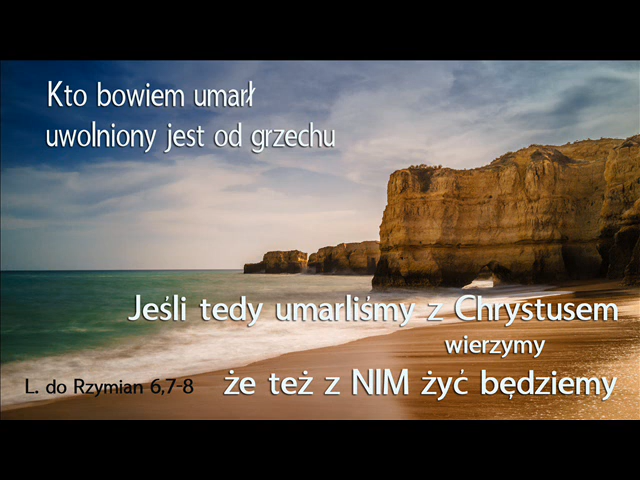 Kto bowiem umarł
uwolniony jest od grzechu
Jeśli tedy umarliśmy z Chrystusem
wierzymy
L. do Rzymian 6,7-8
że też z NIM żyć będziemy